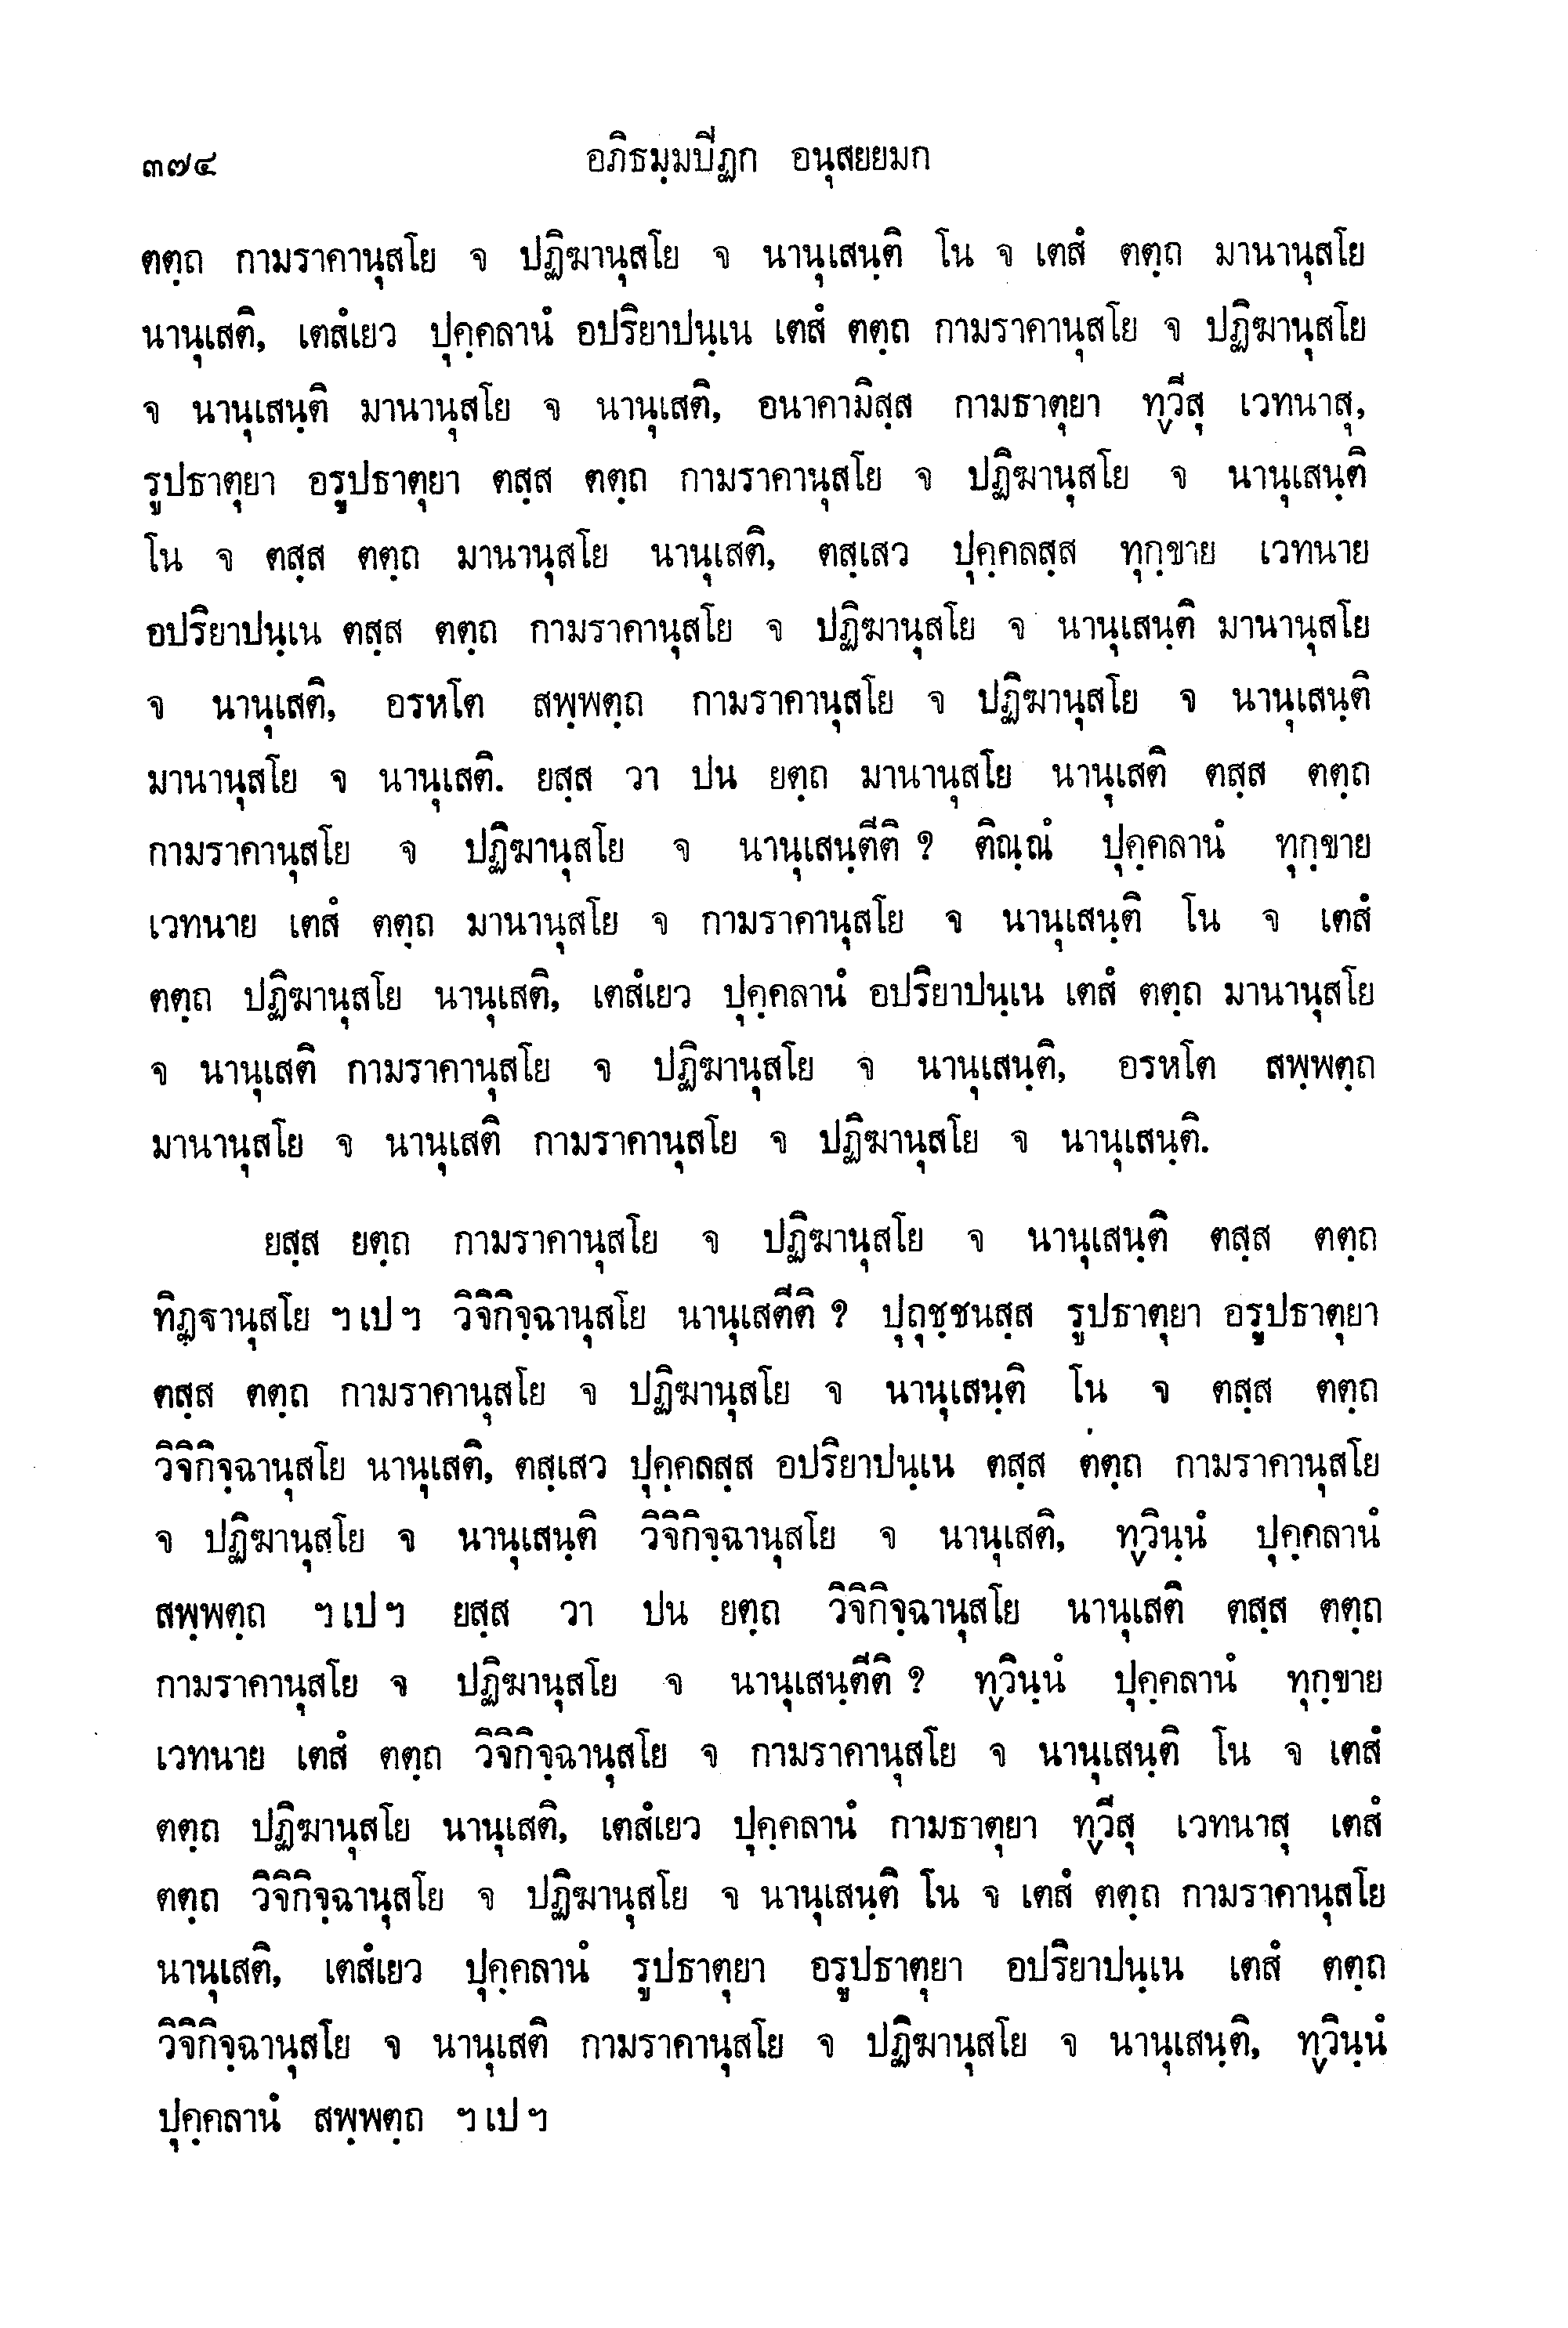 ๓๗๔ อภิธมฺมปีฏก อนุสยยมก
ตตฺถ กามราคานุสโย จ ปฏิฆานุสโย จ นานุเสนฺติ โน จ เตสํ ตตฺถ มานานุสโย
นานุเสติ, เตสํเยว ปุคฺคลานํ อปริยาปนฺเน เตสํ ตตฺถ กามราคานุสโย จ ปฏิฆานุสโย
จ นานุเสนฺติ มานานุสโย จ นานุเสติ, อนาคามิสฺส กามธาตุยา ทฺวีสุ เวทนาสุ,
รูปธาตุยา อรูปธาตุยา ตสฺส ตตฺถ กามราคานุสโย จ ปฏิฆานุสโย จ นานุเสนฺติ
โน จ ตสฺส ตตฺถ มานานุสโย นานุเสติ, ตสฺเสว ปุคฺคลสฺส ทุกฺขาย เวทนาย
อปริยาปนฺเน ตสฺส ตตฺถ กามราคานุสโย จ ปฏิฆานุสโย จ นานุเสนฺติ มานานุสโย
จ นานุเสติ, อรหโต สพฺพตฺถ กามราคานุสโย จ ปฏิฆานุสโย จ นานุเสนฺติ
มานานุสโย จ นานุเสติ. ยสฺส วา ปน ยตฺถ มานานุสโย นานุเสติ ตสฺส ตตฺถ
กามราคานุสโย จ ปฏิฆานุสโย จ นานุเสนฺตีติ ? ติณฺณํ ปุคฺคลานํ ทุกฺขาย
เวทนาย เตสํ ตตฺถ มานานุสโย จ กามราคานุสโย จ นานุเสนฺติ โน จ เตสํ
ตตฺถ ปฏิฆานุสโย นานุเสติ, เตสํเยว ปุคฺคลานํ อปริยาปนฺเน เตสํ ตตฺถ มานานุสโย
จ นานุเสติ กามราคานุสโย จ ปฏิฆานุสโย จ นานุเสนฺติ, อรหโต สพฺพตฺถ
มานานุสโย จ นานุเสติ กามราคานุสโย จ ปฏิฆานุสโย จ นานุเสนฺติ.
ยสฺส ยตฺถ กามราคานุสโย จ ปฏิฆานุสโย จ นานุเสนฺติ ตสฺส ตตฺถ
ทิฏฺฐานุสโย ฯ เป ฯ วิจิกิจฺฉานุสโย นานุเสตีติ ? ปุถุชฺชนสฺส รูปธาตุยา อรูปธาตุยา
ตสฺส ตตฺถ กามราคานุสโย จ ปฏิฆานุสโย จ นานุเสนฺติ โน จ ตสฺส ตตฺถ
วิจิกิจฺฉานุสโย นานุเสติ, ตสฺเสว ปุคฺคลสฺส อปริยาปนฺเน ตสฺส ตตฺถ กามราคานุสโย
จ ปฏิฆานุสโย จ นานุเสนฺติ วิจิกิจฺฉานุสโย จ นานุเสติ, ทฺวินฺนํ ปุคฺคลานํ
สพฺพตฺถ ฯ เป ฯ ยสฺส วา ปน ยตฺถ วิจิกิจฺฉานุสโย นานุเสติ ตสฺส ตตฺถ
กามราคานุสโย จ ปฏิฆานุสโย จ นานุเสนฺตีติ ? ทฺวินฺนํ ปุคฺคลานํ ทุกฺขาย
เวทนาย เตสํ ตตฺถ วิจิกิจฺฉานุสโย จ กามราคานุสโย จ นานุเสนฺติ โน จ เตสํ
ตตฺถ ปฏิฆานุสโย นานุเสติ, เตสํเยว ปุคฺคลานํ กามธาตุยา ทฺวีสุ เวทนาสุ เตสํ
ตตฺถ วิจิกิจฺฉานุสโย จ ปฏิฆานุสโย จ นานุเสนฺติ โน จ เตสํ ตตฺถ กามราคานุสโย
นานุเสติ, เตสํเยว ปุคฺคลานํ รูปธาตุยา อรูปธาตุยา อปริยาปนฺเน เตสํ ตตฺถ
วิจิกิจฺฉานุสโย จ นานุเสติ กามราคานุสโย จ ปฏิฆานุสโย จ นานุเสนฺติ, ทฺวินฺนํ
ปุคฺคลานํ สพฺพตฺถ ฯ เป ฯ